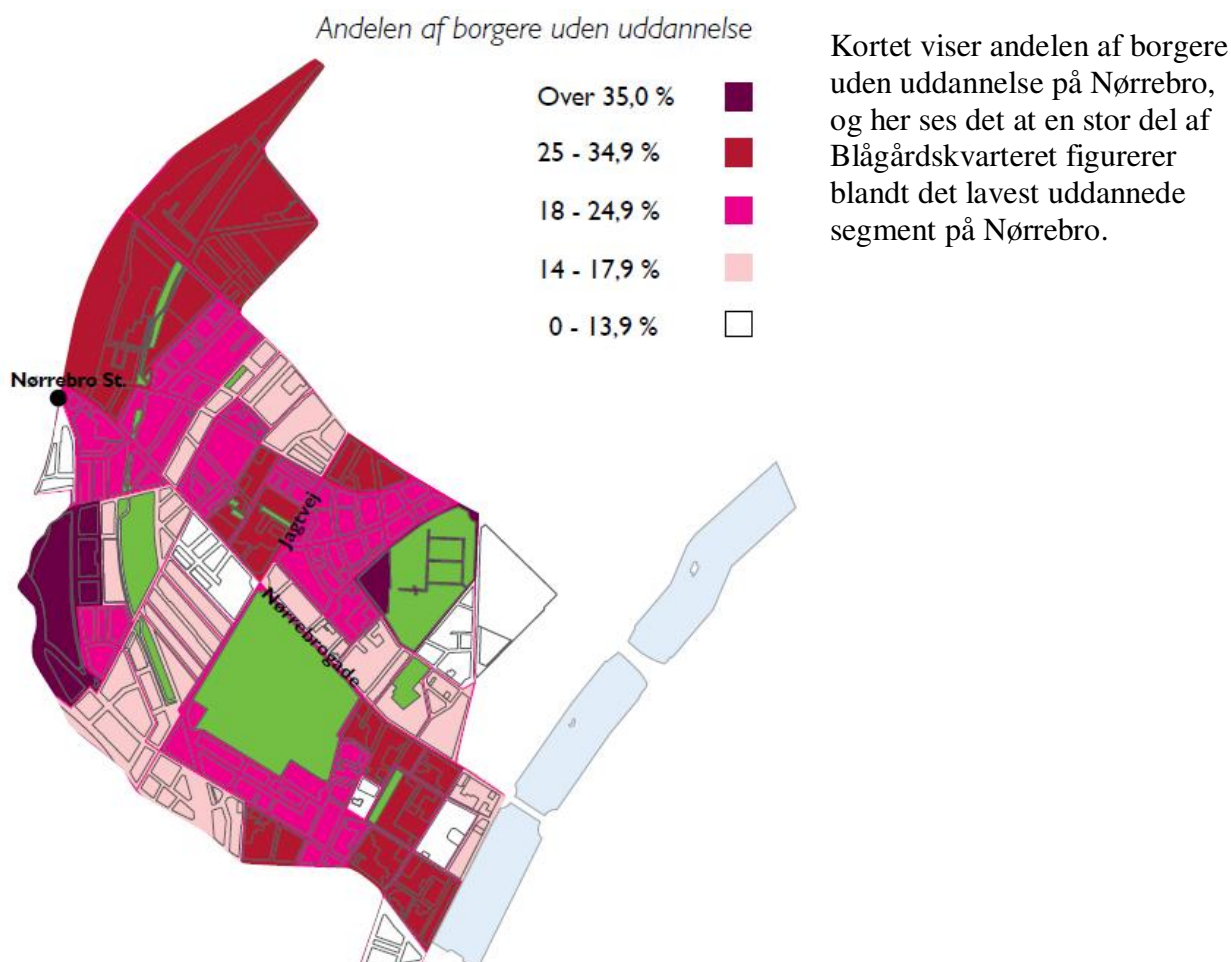 Andelen af borgere uden uddannelse
Over 35,0 %
25 - 34,9 %
18 - 24,9 %
14 - 17,9 %
0 - 13,9 %
Kortet viser andelen af borgere
uden uddannelse på Nørrebro,
og her ses det at en stor del af
Blågårdskvarteret figurerer
blandt det lavest uddannede
segment på Nørrebro.
Nørrebro St.
Jagtvej
Nørrebrogade